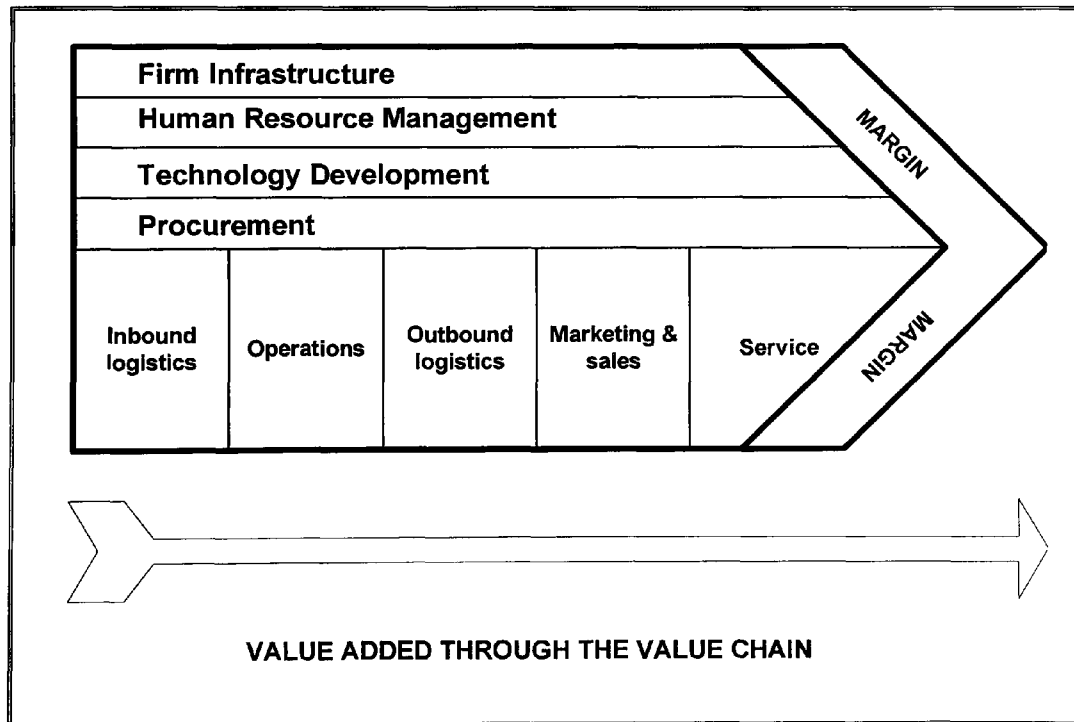 Firm Infrastructure
Human Resource Management
Technology Development
Procurement
MARGIN
Inbound
logistics
Operations
Outbound
logistics
Marketing &
sales
Service
MARGIN
VALUE ADDED THROUGH THE VALUE CHAIN